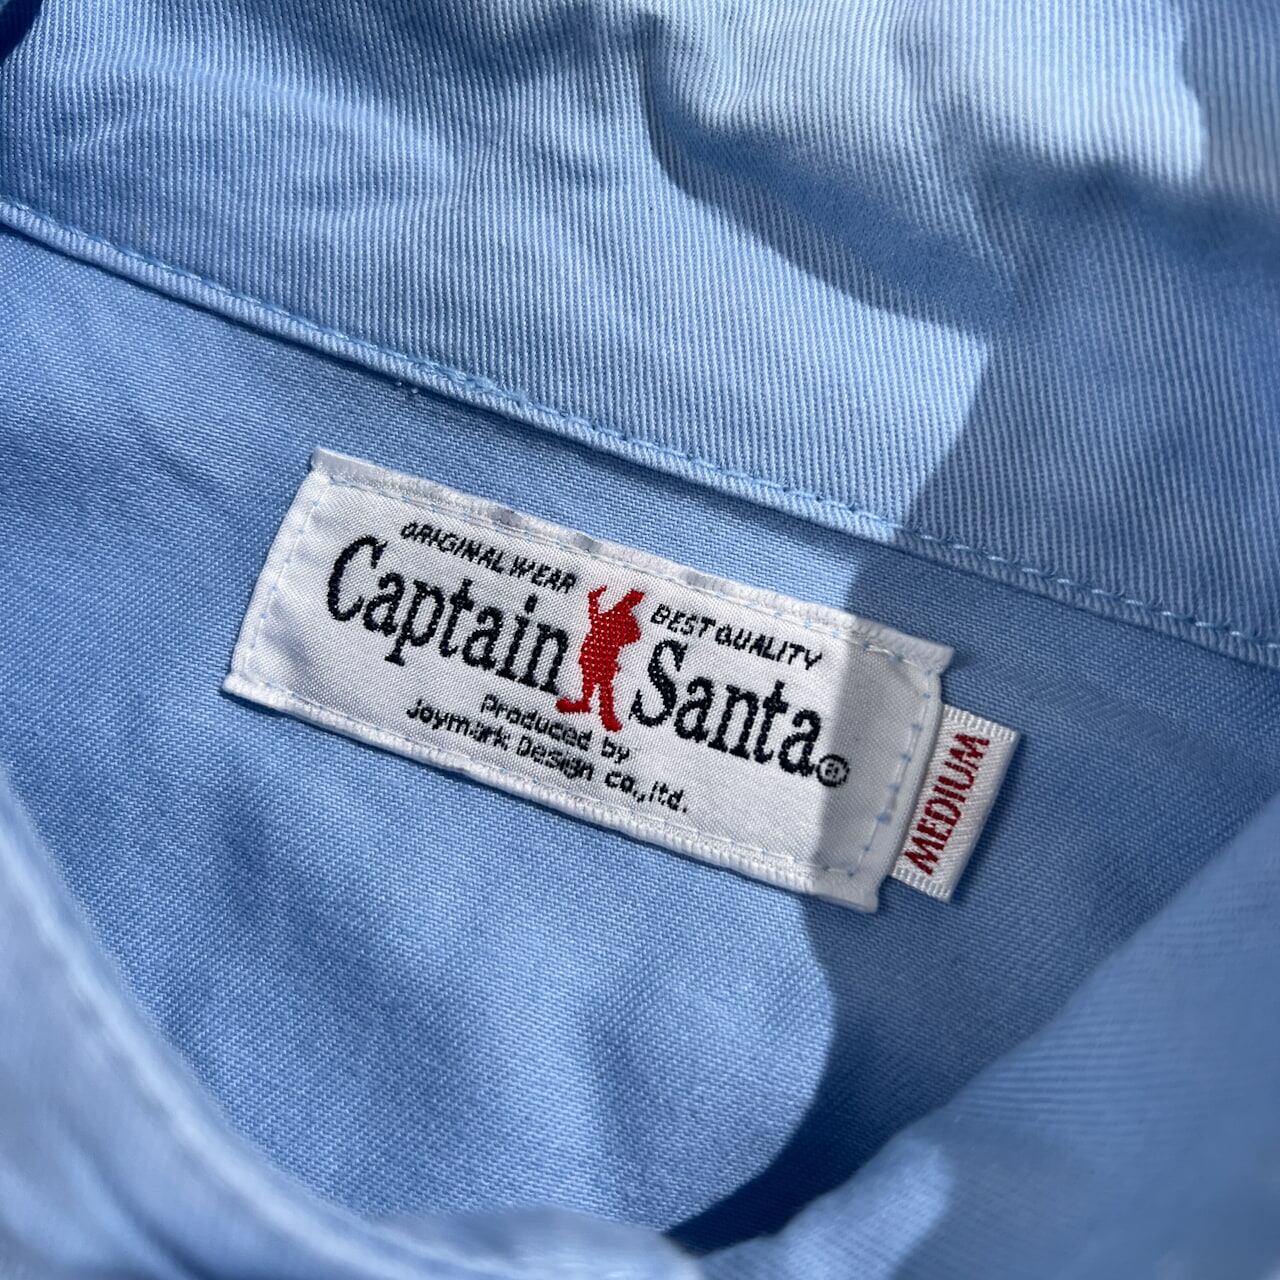 ORIGINAL WEAR
BEST QUALITY
Captain Santa®
Produced by
Joymark Design co.,ltd.
MEDIUM